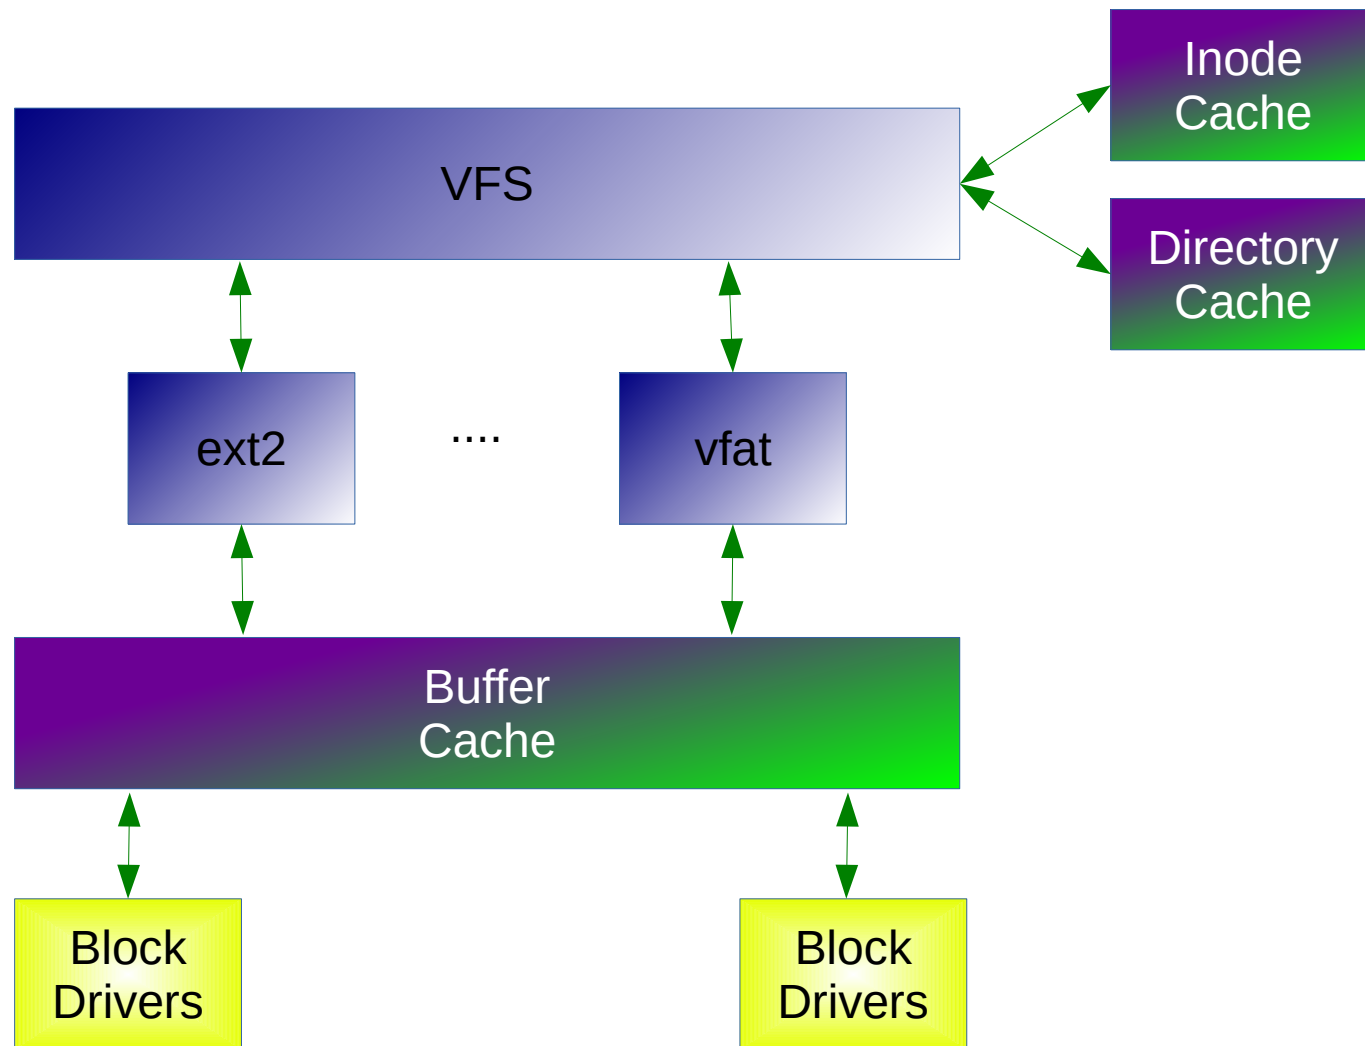 Inode
Cache
VFS
Directory
Cache
ext2
....
vfat
Buffer
Cache
Block
Drivers
Block
Drivers